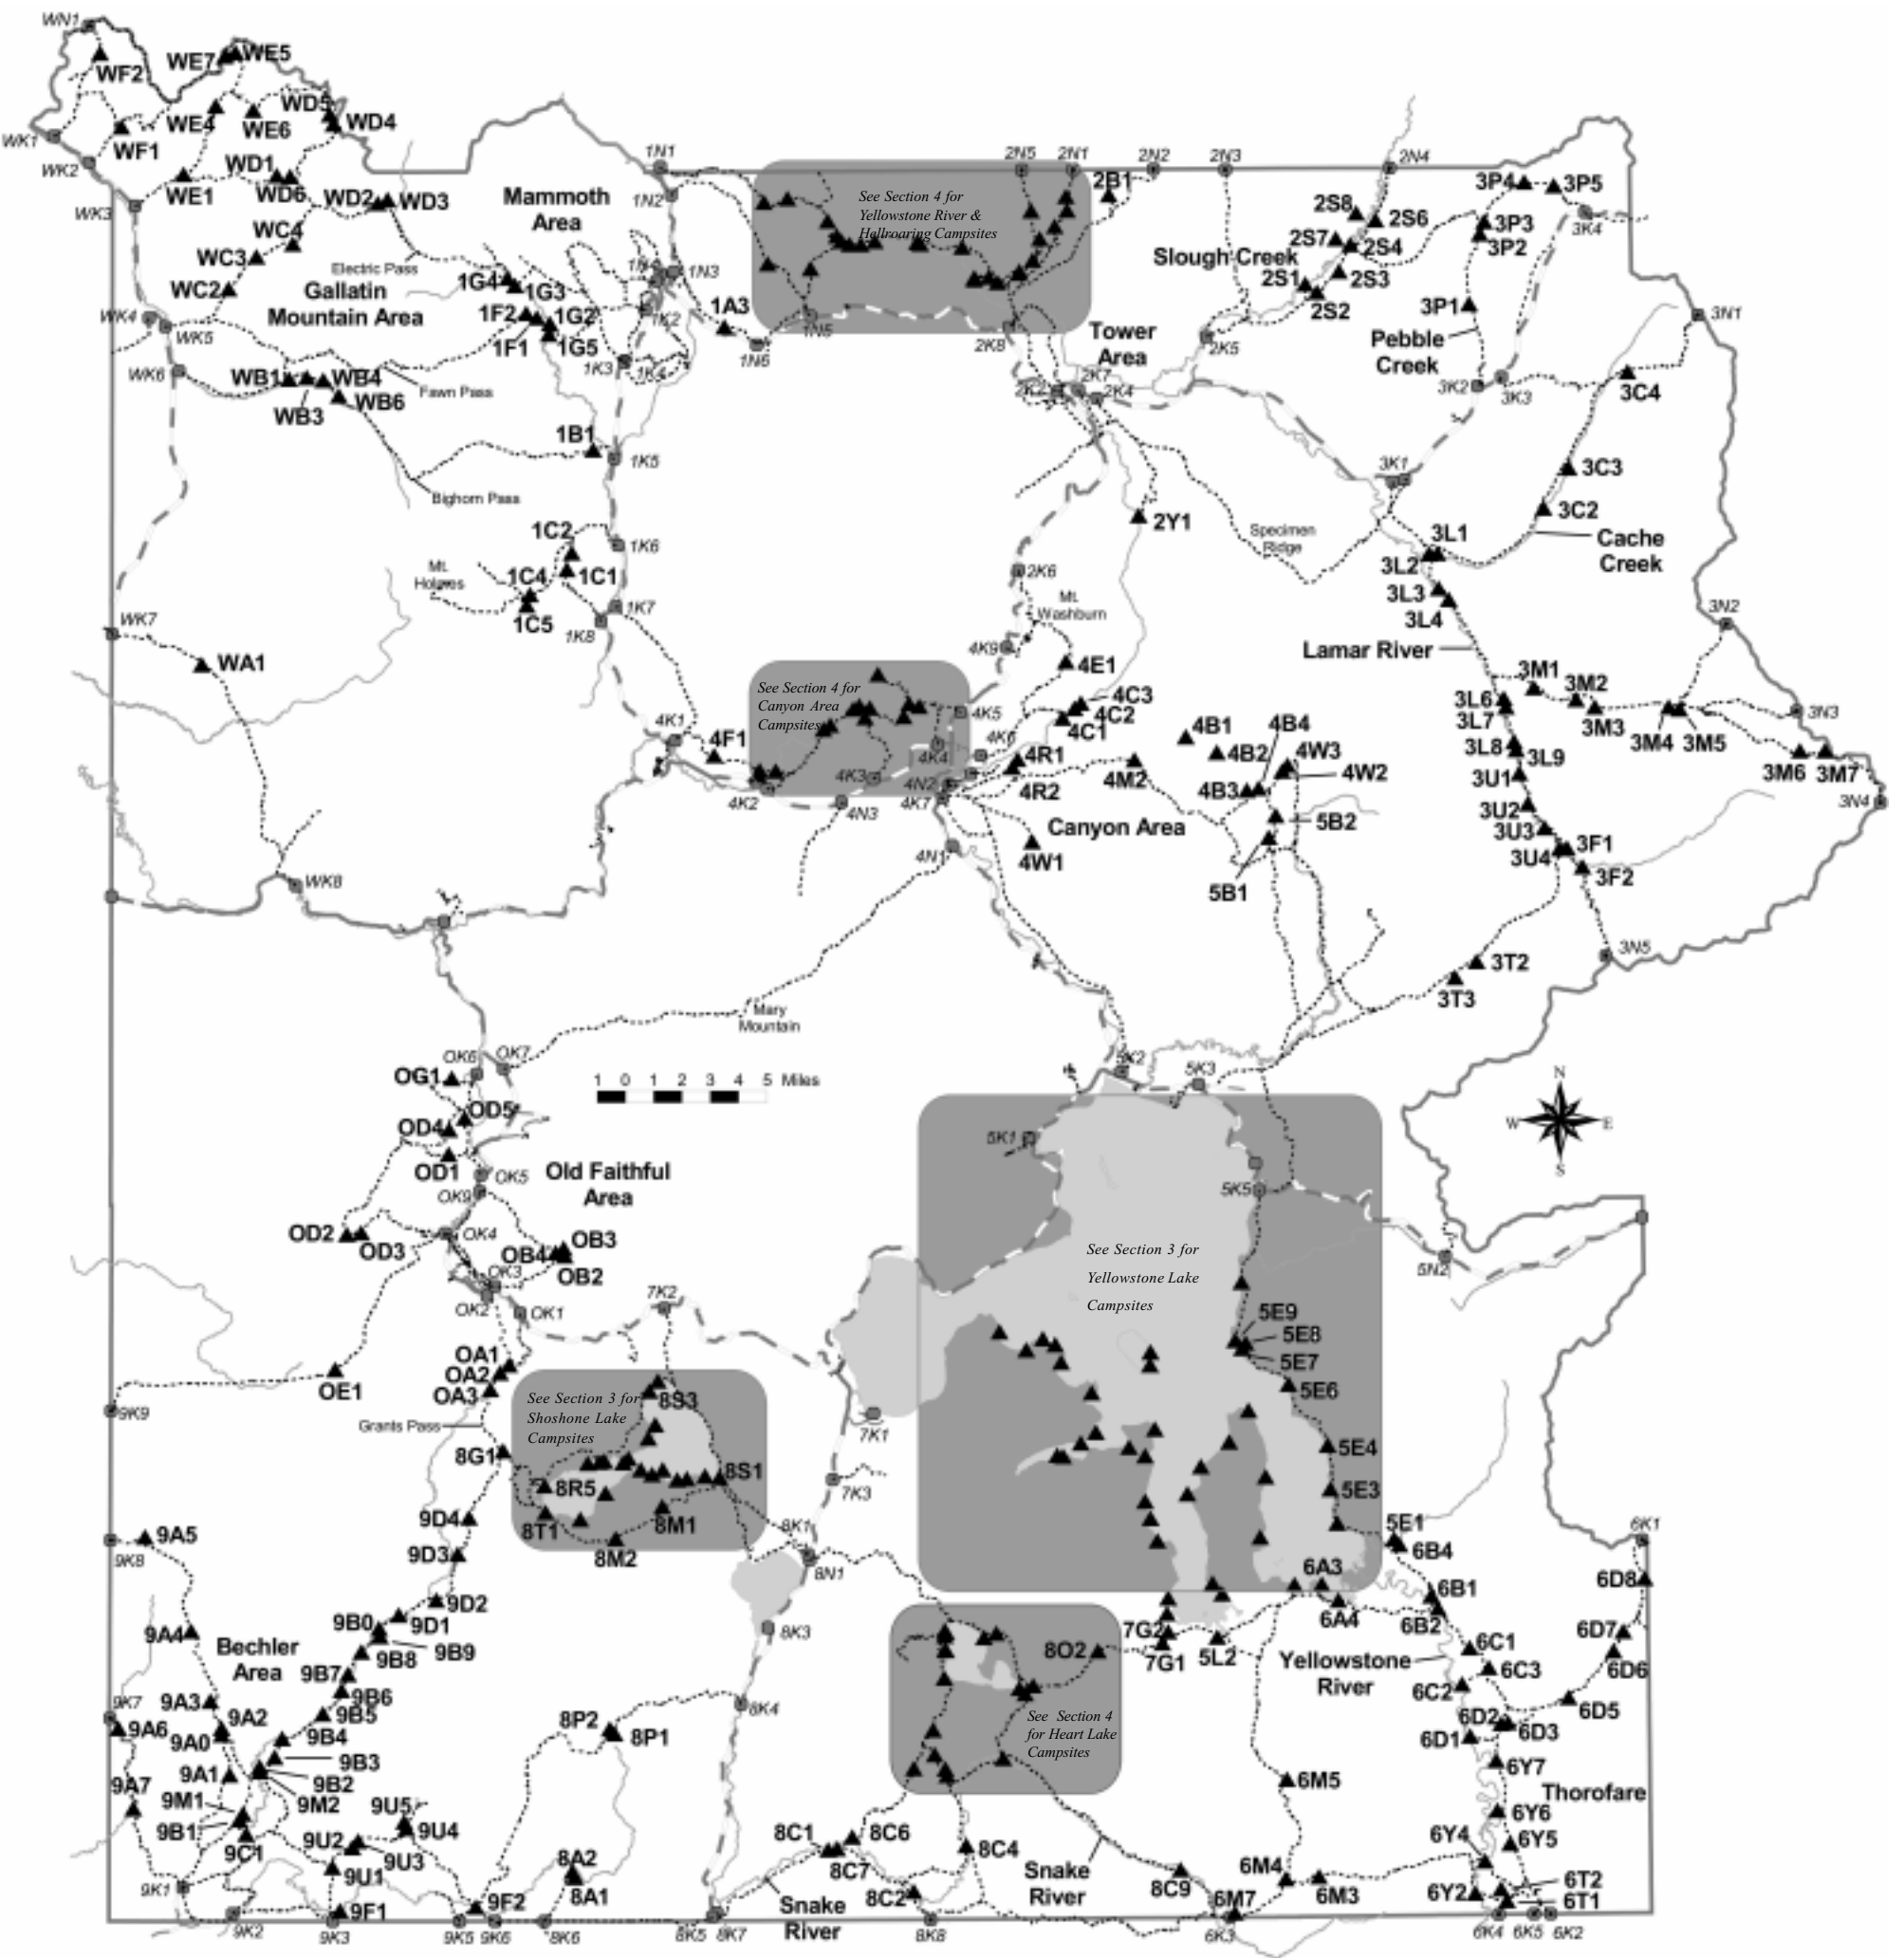 WN1
WF2
WE7
WE5
WD5
WD4
WE4
WE6
WK1
WF1
WK2
WD1
WE1
WD6
WD2
WD3
WK3
WC4
WC3
WC2
Electric Pass
Gallatin
Mountain Area
WK4
WK5
WK6
WB1
WB4
WB3
WB6
Fawn Pass
Bighorn Pass
Mammoth
Area
1N1
1N2
1N3
1G4
1G3
1F2
1G2
1F1
1G5
1K2
1K3
1K4
1A3
1N6
1N5
1B1
1K5
See Section 4 for
Yellowstone River &
Hellroaring Campsites
2N5
2N1
2N2
2N3
2N4
2B1
2K8
Tower
Area
2K2
2K7
2K4
2K5
Slough Creek
2S8
2S6
2S7
2S4
2S1
2S3
2S2
3P4
3P5
3P3
3P2
3K4
3P1
Pebble
Creek
3N1
3K2
3K3
3C4
3K1
3C3
3C2
Cache
Creek
1C2
1K6
1C1
1C4
1C5
Mt.
Holmes
1K7
1K8
2Y1
Specimen
Ridge
2K6
Mt.
Washburn
3L1
3L2
3L3
3L4
Lamar River
3N2
WK7
WA1
4K9
4E1
See Section 4 for
Canyon Area
Campsites
4C3
4C2
4C1
4K5
4K6
4K1
4F1
4K4
4K3
4N2
4K2
4N3
4K7
4R1
4R2
4M2
4B1
4B2
4B4
4B3
4W3
4W2
Canyon Area
5B2
4W1
4N1
5B1
3M1
3M2
3L6
3L7
3M3
3M4
3M5
3N3
3L8
3L9
3U1
3M6
3M7
3N4
3U2
3U3
3U4
3F1
3F2
WK8
3N5
3T2
3T3
Mary
Mountain
OK6
OK7
OG1
1 0 1 2 3 4 5 Miles
5K2
5K3
N
W
E
S
OD5
OD4
OD1
OK5
OK9
Old Faithful
Area
OD2
OD3
OK4
OB3
OB4
OB2
OK3
OK2
OK1
7K2
5K1
5K5
See Section 3 for
Yellowstone Lake
Campsites
5N2
5E9
5E8
5E7
5E6
5E4
5E3
5E1
OA1
OA2
OA3
OE1
9K9
Grants Pass
See Section 3 for
Shoshone Lake
Campsites
8S3
8G1
8S1
8R5
8T1
8M1
8M2
7K1
7K3
8K1
8N1
9A5
9K8
9D4
9D3
9D2
9D1
9B0
9B9
9B8
9A4
Bechler
Area
9B7
9B6
9B5
9B4
9K7
9A3
9A2
9A6
9A0
9B3
9A1
9B2
9A7
9M1
9M2
9B1
9C1
9U5
9U4
9U2
9U3
9U1
9K1
9K2
9F1
9K3
9F2
9K5
9K6
8K3
8K4
8P2
8P1
8A2
8A1
8K6
8K5
8K7
8C1
8C6
8C7
8C2
8C4
Snake
River
8K8
Snake
River
8C9
8O2
See Section 4
for Heart Lake
Campsites
7G2
7G1
5L2
6A3
6A4
6B4
6B1
6B2
6K1
6D8
6C1
6C3
6C2
Yellowstone
River
6D7
6D6
6D5
6D2
6D3
6D1
6Y7
Thorofare
6M5
6Y6
6Y5
6Y4
6M4
6M3
6M7
6K3
6Y2
6T2
6T1
6K4
6K5
6K2